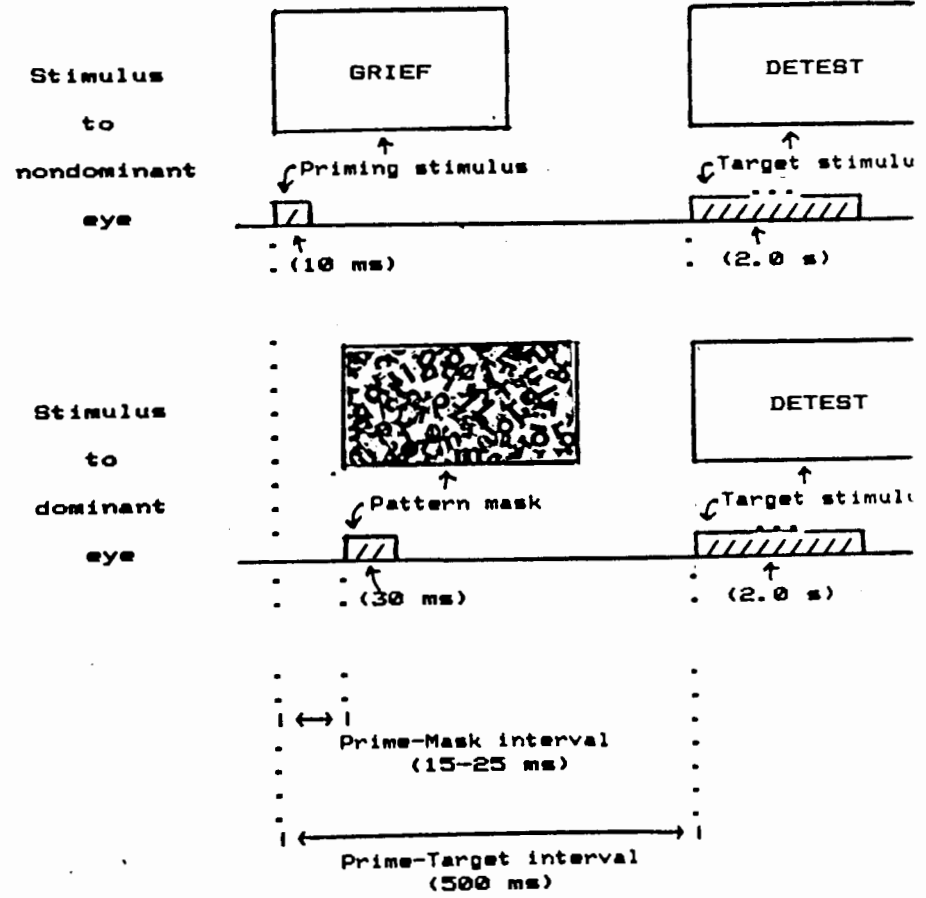 Stimulus
to
nondominant
eye
GRIEF
DETEST
Priming stimulus
Target stimulu
(10 ms)
(2.0 s)
Stimulus
to
dominant
eye
DETEST
Pattern mask
Target stimulu
(30 ms)
(2.0 s)
Prime-Mask interval
(15-25 ms)
Prime-Target interval
(500 ms)